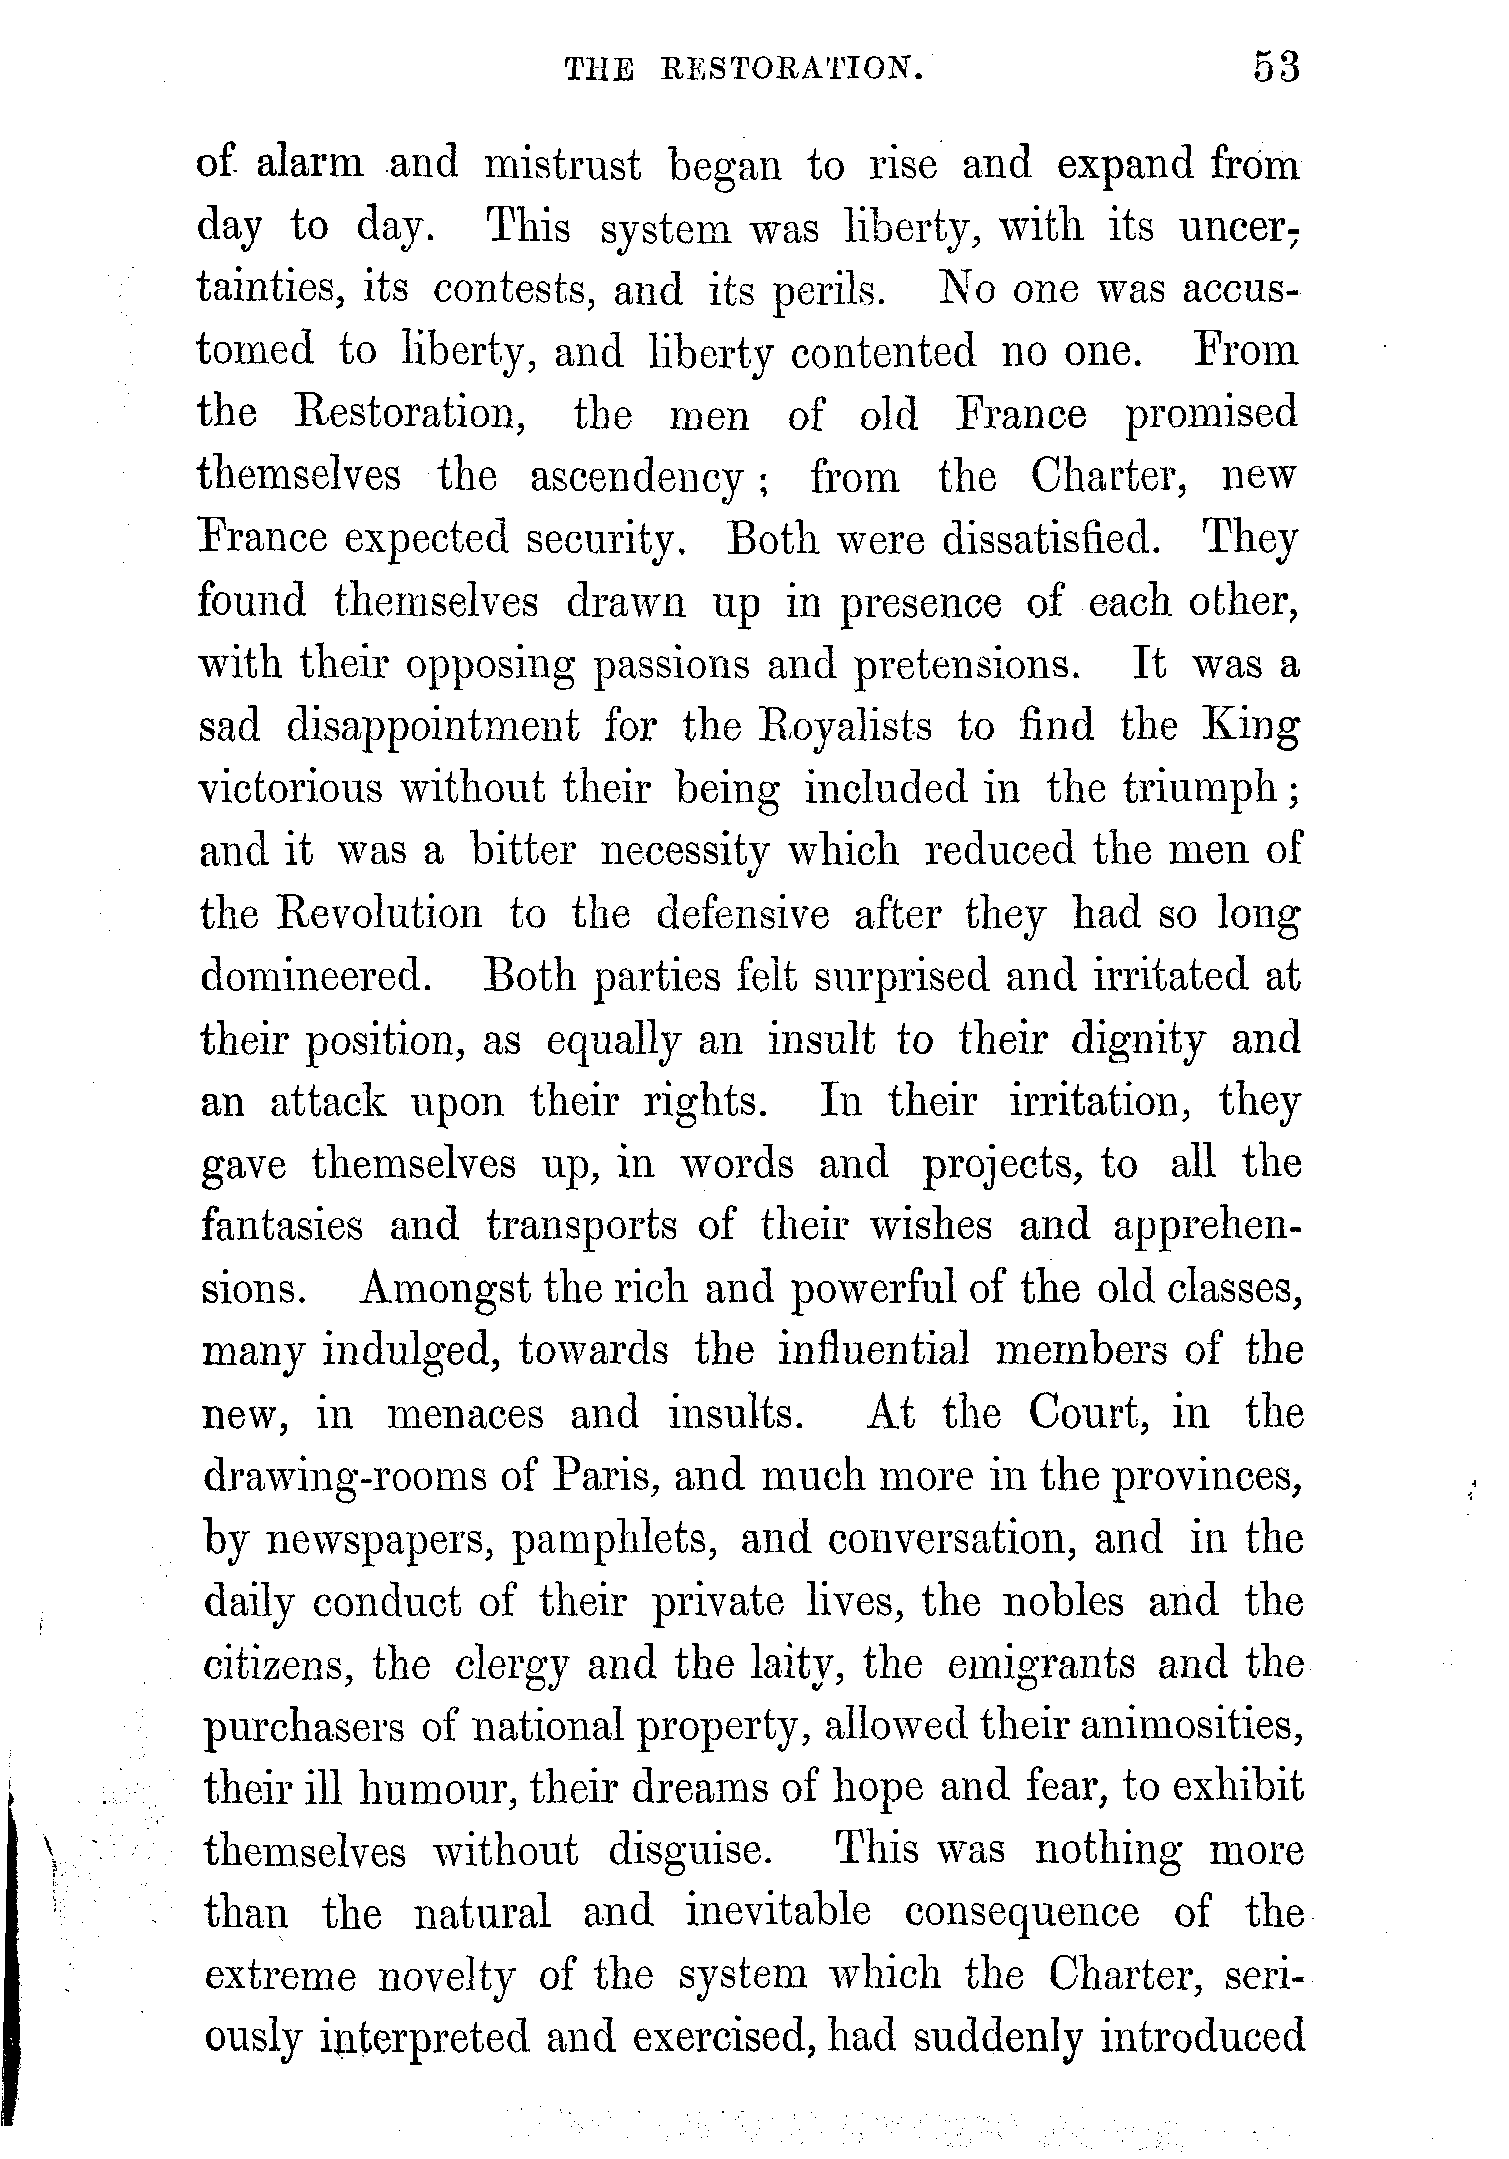 THE RESTORATION. 53
of alarm and mistrust began to rise and expand from
day to day. This system was liberty, with its uncer-
tainties, its contests, and its perils. No one was accus-
tomed to liberty, and liberty contented no one. From
the Restoration, the men of old France promised
themselves the ascendency; from the Charter, new
France expected security. Both were dissatisfied. They
found themselves drawn up in presence of each other,
with their opposing passions and pretensions. It was a
sad disappointment for the Royalists to find the King
victorious without their being included in the triumph;
and it was a bitter necessity which reduced the men of
the Revolution to the defensive after they had so long
domineered. Both parties felt surprised and irritated at
their position, as equally an insult to their dignity and
an attack upon their rights. In their irritation, they
gave themselves up, in words and projects, to all the
fantasies and transports of their wishes and apprehen-
sions. Amongst the rich and powerful of the old classes,
many indulged, towards the influential members of the
new, in menaces and insults. At the Court, in the
drawing-rooms of Paris, and much more in the provinces,
by newspapers, pamphlets, and conversation, and in the
daily conduct of their private lives, the nobles and the
citizens, the clergy and the laity, the emigrants and the
purchasers of national property, allowed their animosities,
their ill humour, their dreams of hope and fear, to exhibit
themselves without disguise. This was nothing more
than the natural and inevitable consequence of the
extreme novelty of the system which the Charter, seri-
ously interpreted and exercised, had suddenly introduced